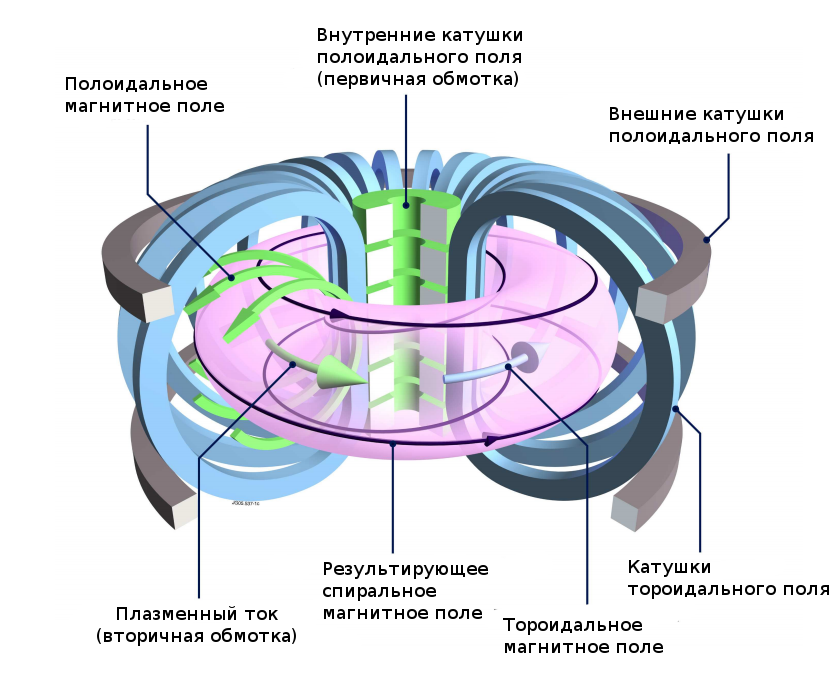 Внутренние катушки
полоидального поля
(первичная обмотка)
Полоидальное
магнитное поле
Внешние катушки
полоидального поля
Результирующее
спиральное
магнитное поле
Катушки
тороидального поля
Плазменный ток
(вторичная обмотка)
Тороидальное
магнитное поле